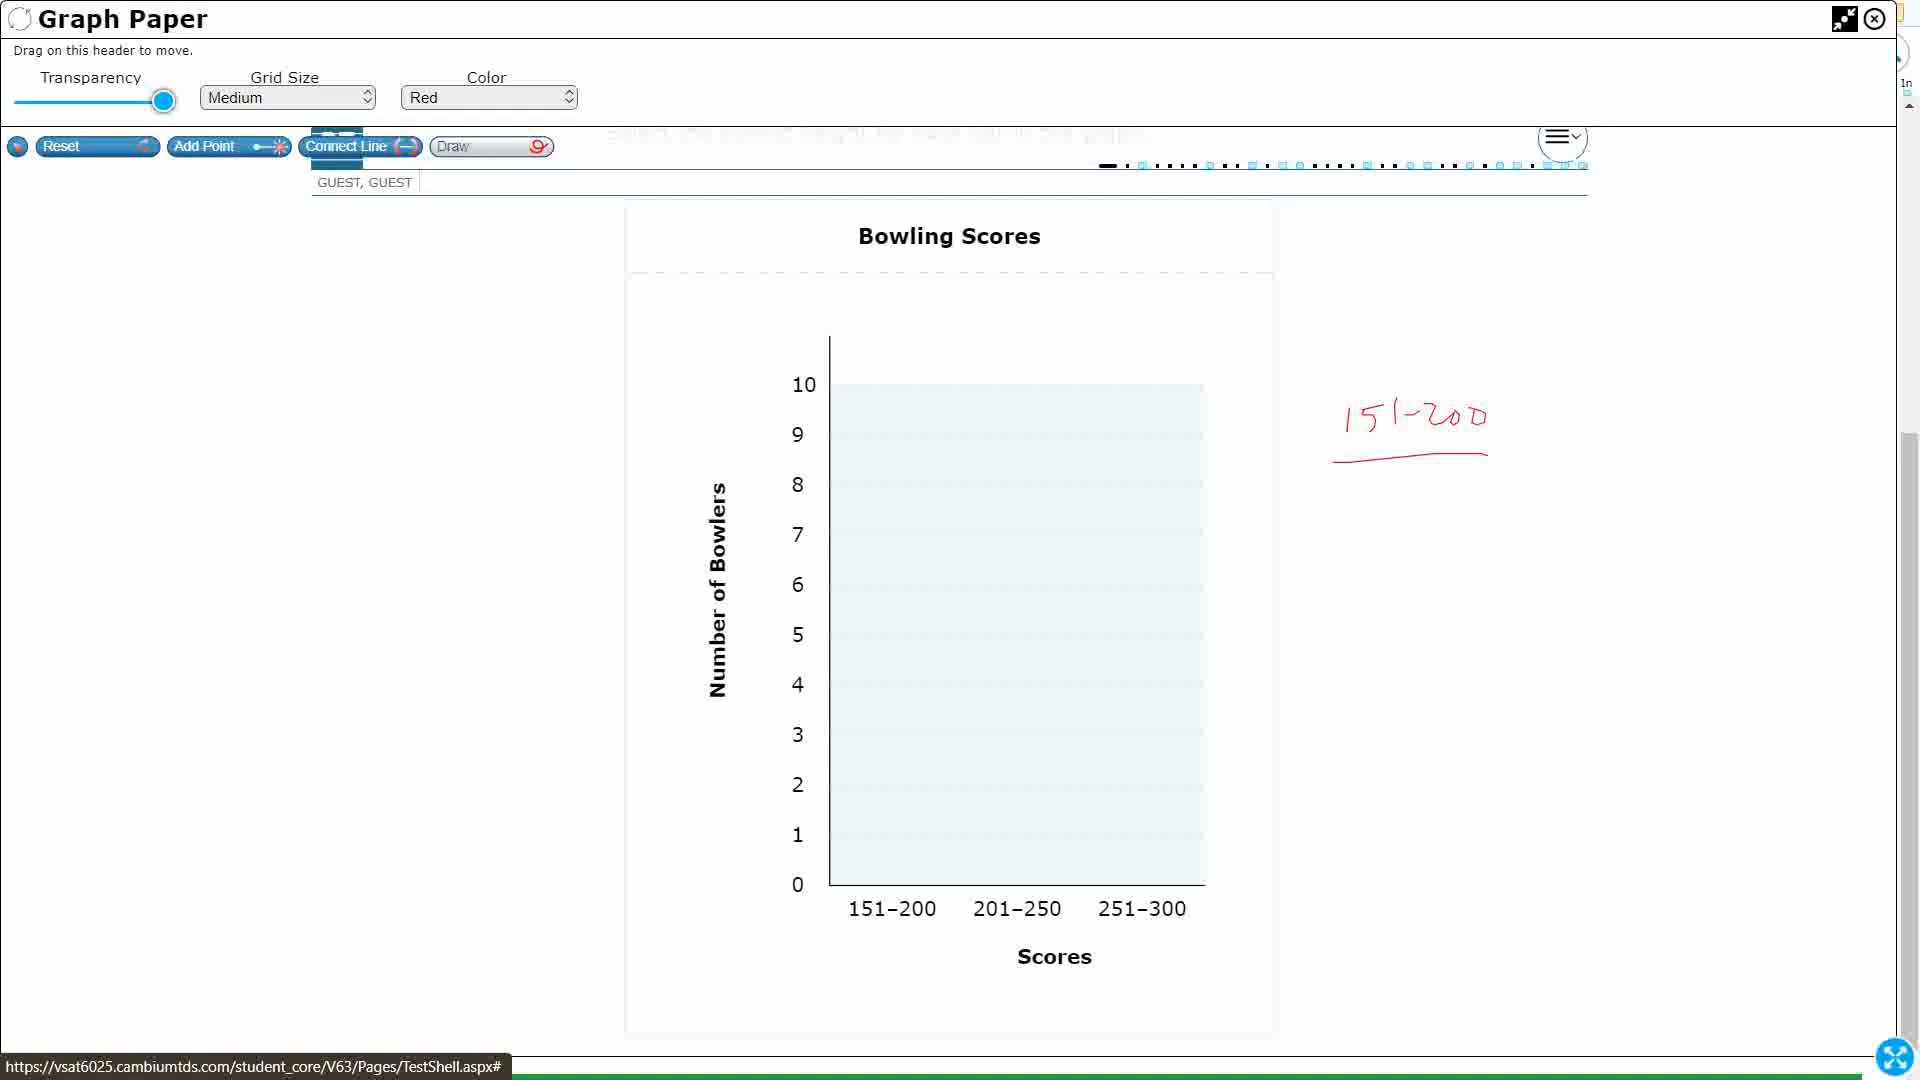 Graph Paper
Drag on this header to move.
Transparency
Grid Size
Color
Medium
Red
Reset
Add Point
Connect Line
Draw
GUEST, GUEST
1n
Bowling Scores
10
9
8
7
6
5
4
3
2
1
0
Number of Bowlers
151–200
201–250
251–300
Scores
151-200
https://vsat6025.cambiumtds.com/student_core/V63/Pages/TestShell.aspx#